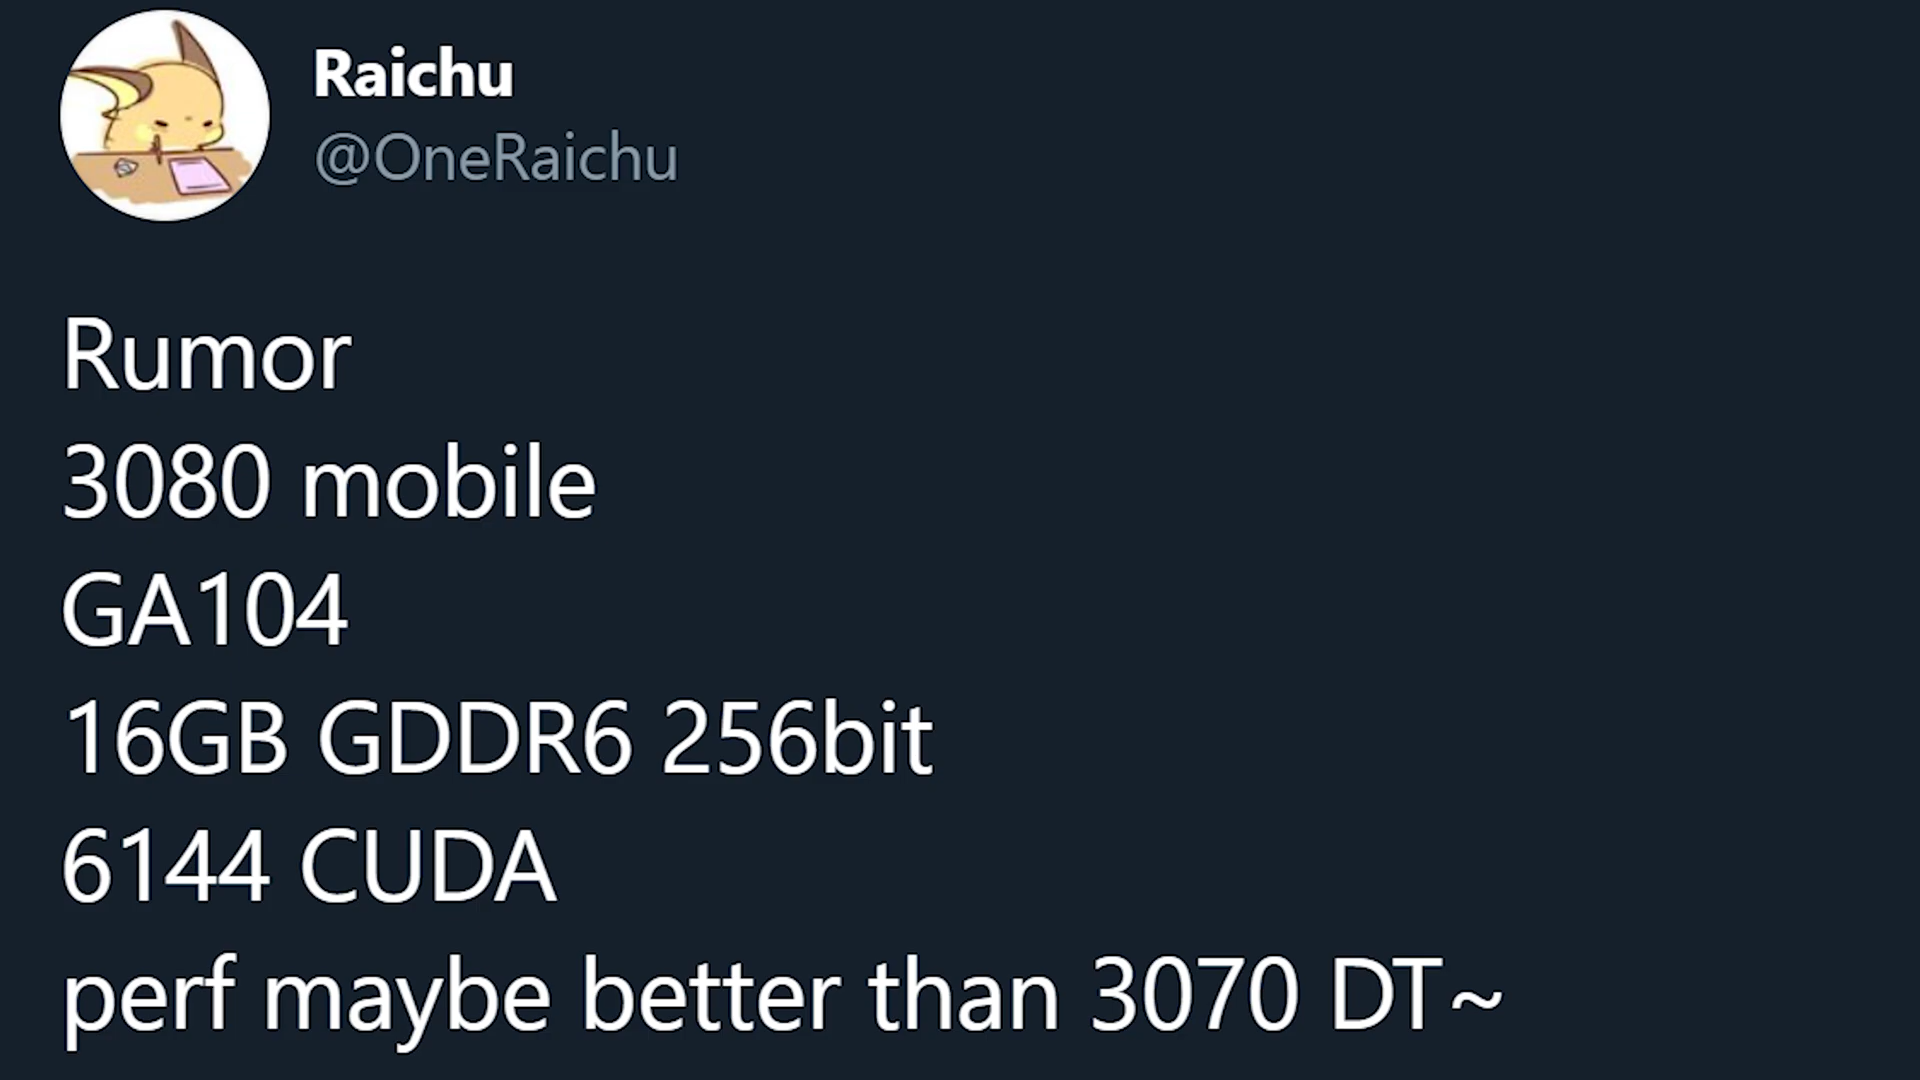 Raichu
@OneRaichu
Rumor
3080 mobile
GA104
16GB GDDR6 256bit
6144 CUDA
perf maybe better than 3070 DT~